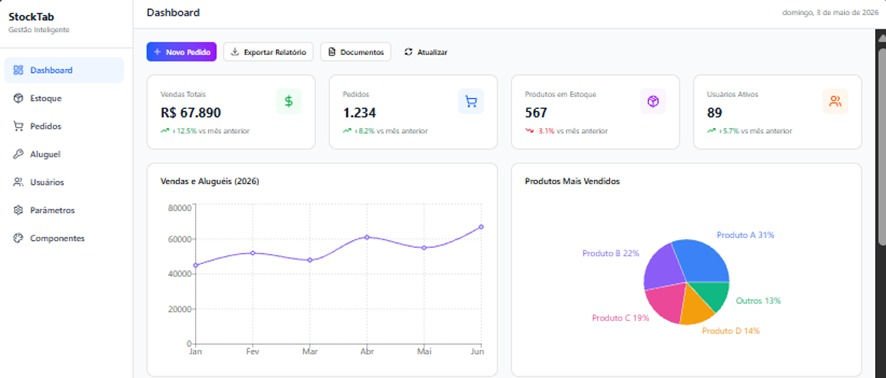 StockTab
Gestão Inteligente
Dashboard
Estoque
Pedidos
Aluguel
Usuários
Parâmetros
Componentes
Dashboard
domingo, 3 de maio de 2026
Novo Pedido
Exportar Relatório
Documentos
Atualizar
Vendas Totais
R$ 67.890
+12.5% vs mês anterior
Pedidos
1.234
+8.2% vs mês anterior
Produtos em Estoque
567
-3.1% vs mês anterior
Usuários Ativos
89
+5.7% vs mês anterior
Vendas e Aluguéis (2026)
80000
60000
40000
20000
0
Jan
Fev
Mar
Abr
Mai
Jun
Produtos Mais Vendidos
Produto A 31%
Produto B 22%
Outros 13%
Produto C 19%
Produto D 14%